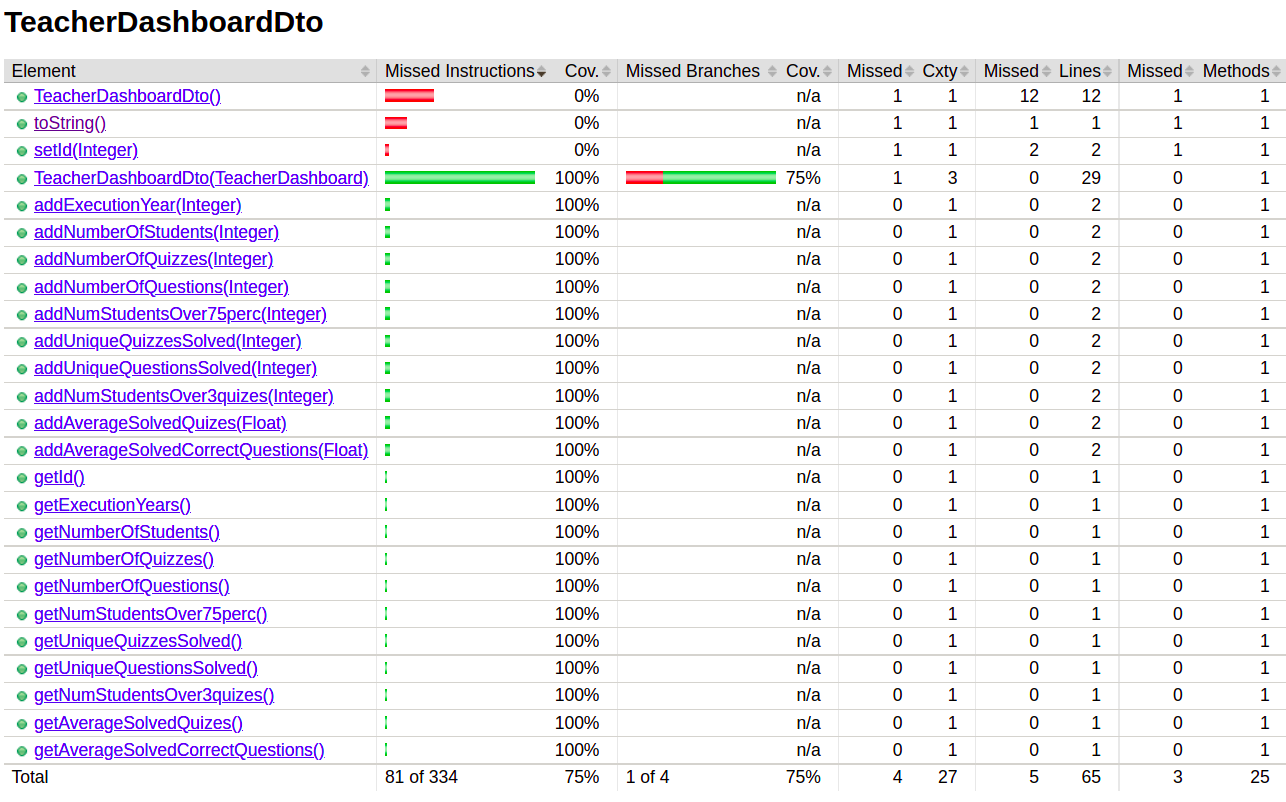 TeacherDashboardDto
Element Missed Instructions Cov. Missed Branches Cov. Missed Cxty Missed Lines Missed Methods
TeacherDashboardDto() 0% n/a 1 1 12 12 1 1
toString() 0% n/a 1 1 1 1 1 1
setId(Integer) 0% n/a 1 1 2 2 1 1
TeacherDashboardDto(TeacherDashboard) 100% 75% 1 3 0 29 0 1
addExecutionYear(Integer) 100% n/a 0 1 0 2 0 1
addNumberOfStudents(Integer) 100% n/a 0 1 0 2 0 1
addNumberOfQuizzes(Integer) 100% n/a 0 1 0 2 0 1
addNumberOfQuestions(Integer) 100% n/a 0 1 0 2 0 1
addNumStudentsOver75perc(Integer) 100% n/a 0 1 0 2 0 1
addUniqueQuizzesSolved(Integer) 100% n/a 0 1 0 2 0 1
addUniqueQuestionsSolved(Integer) 100% n/a 0 1 0 2 0 1
addNumStudentsOver3quizes(Integer) 100% n/a 0 1 0 2 0 1
addAverageSolvedQuizes(Float) 100% n/a 0 1 0 2 0 1
addAverageSolvedCorrectQuestions(Float) 100% n/a 0 1 0 2 0 1
getId() 100% n/a 0 1 0 1 0 1
getExecutionYears() 100% n/a 0 1 0 1 0 1
getNumberOfStudents() 100% n/a 0 1 0 1 0 1
getNumberOfQuizzes() 100% n/a 0 1 0 1 0 1
getNumberOfQuestions() 100% n/a 0 1 0 1 0 1
getNumStudentsOver75perc() 100% n/a 0 1 0 1 0 1
getUniqueQuizzesSolved() 100% n/a 0 1 0 1 0 1
getUniqueQuestionsSolved() 100% n/a 0 1 0 1 0 1
getNumStudentsOver3quizes() 100% n/a 0 1 0 1 0 1
getAverageSolvedQuizes() 100% n/a 0 1 0 1 0 1
getAverageSolvedCorrectQuestions() 100% n/a 0 1 0 1 0 1
Total 81 of 334 75% 1 of 4 75% 4 27 5 65 3 25